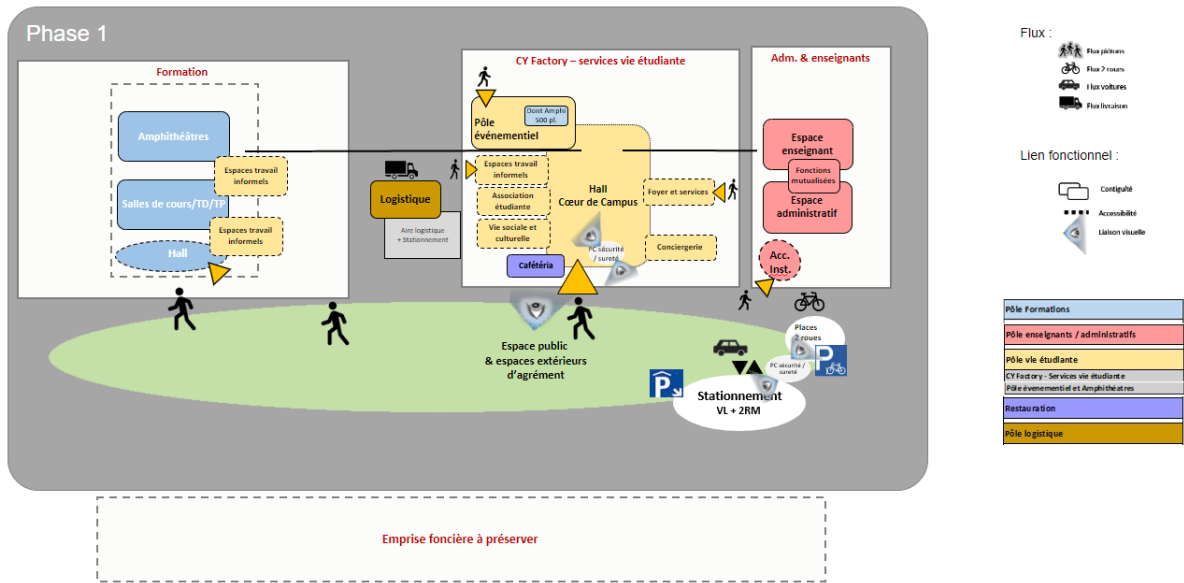 Phase 1
Formation
Amphithéâtres
Espaces travail
informels
Salles de cours/TD/TP
Espaces travail
informels
Hall
Logistique
Aire logistique
+ Stationnement
CY Factory – services vie étudiante
Dont Amphi
500 pl.
Pôle
événementiel
Espaces travail
informels
Association
étudiante
Vie sociale et
culturelle
Cafétéria
Hall
Cœur de Campus
PC sécurité
/ sureté
Foyer et services
Conciergerie
Adm. & enseignants
Espace
enseignant
Fonctions
mutualisées
Espace
administratif
Acc.
Inst.
Espace public
& espaces extérieurs
d'agrément
Places
2 roues
PC sécurité /
sureté
P
P
Stationnement
VL + 2RM
Emprise foncière à préserver
Flux :
Flux piétons
Flux 2 roues
Flux voitures
Flux livraison
Lien fonctionnel :
Contiguïté
Accessibilité
Liaison visuelle
Pôle Formations
Pôle enseignants / administratifs
Pôle vie étudiante
CY Factory - Services vie étudiante
Pôle évenementiel et Amphithéatres
Restauration
Pôle logistique